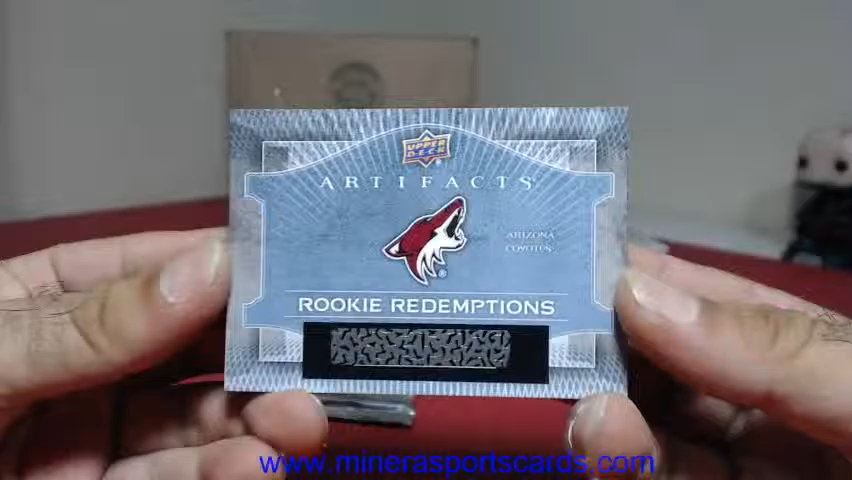 UPPER
DECK
ARTIFACTS
ARIZONA
COYOTES
®
ROOKIE REDEMPTIONS
www.minerasportscards.com